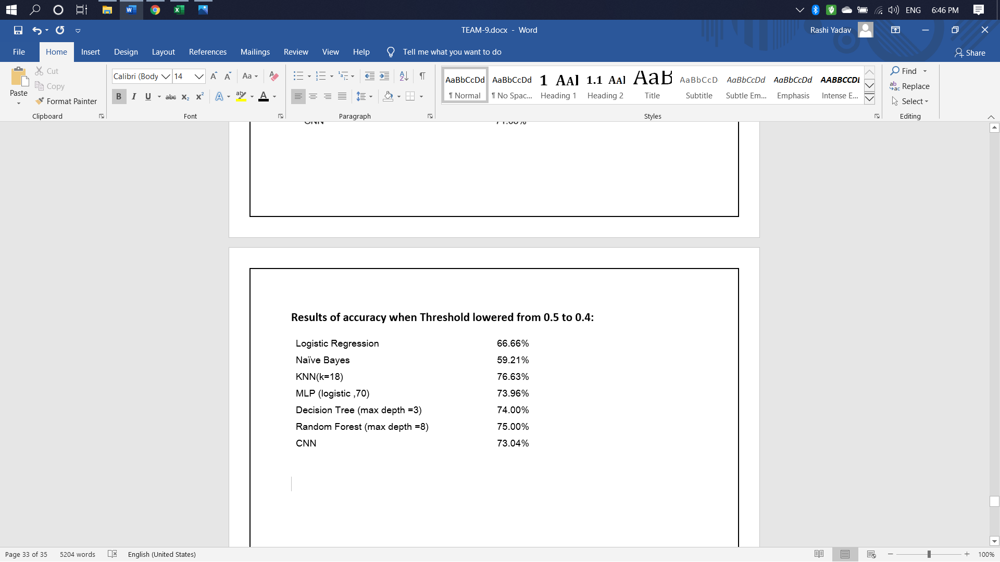 ENG 6:46 PM
TEAM-9.docx - Word
Rashi Yadav
File Home Insert Design Layout References Mailings Review View Help Tell me what you want to do
Share
Paste
Cut
Copy
Format Painter
Clipboard
Calibri (Body 14
Font
Paragraph
AaBbCcDd AaBbCcDd 1 AAI 1.1 AAI AaB AaBbCcD AaBbCcDd AaBbCcDd AABBCCDI
¶ Normal ¶ No Spac... Heading 1 Heading 2 Title Subtitle Subtle Em... Emphasis Intense E...
Styles
Find
Replace
Select
Editing
CNN
Results of accuracy when Threshold lowered from 0.5 to 0.4:
Logistic Regression 66.66%
Naïve Bayes 59.21%
KNN(k=18) 76.63%
MLP (logistic ,70) 73.96%
Decision Tree (max depth =3) 74.00%
Random Forest (max depth =8) 75.00%
CNN 73.04%
Page 33 of 35 5204 words English (United States) 100%